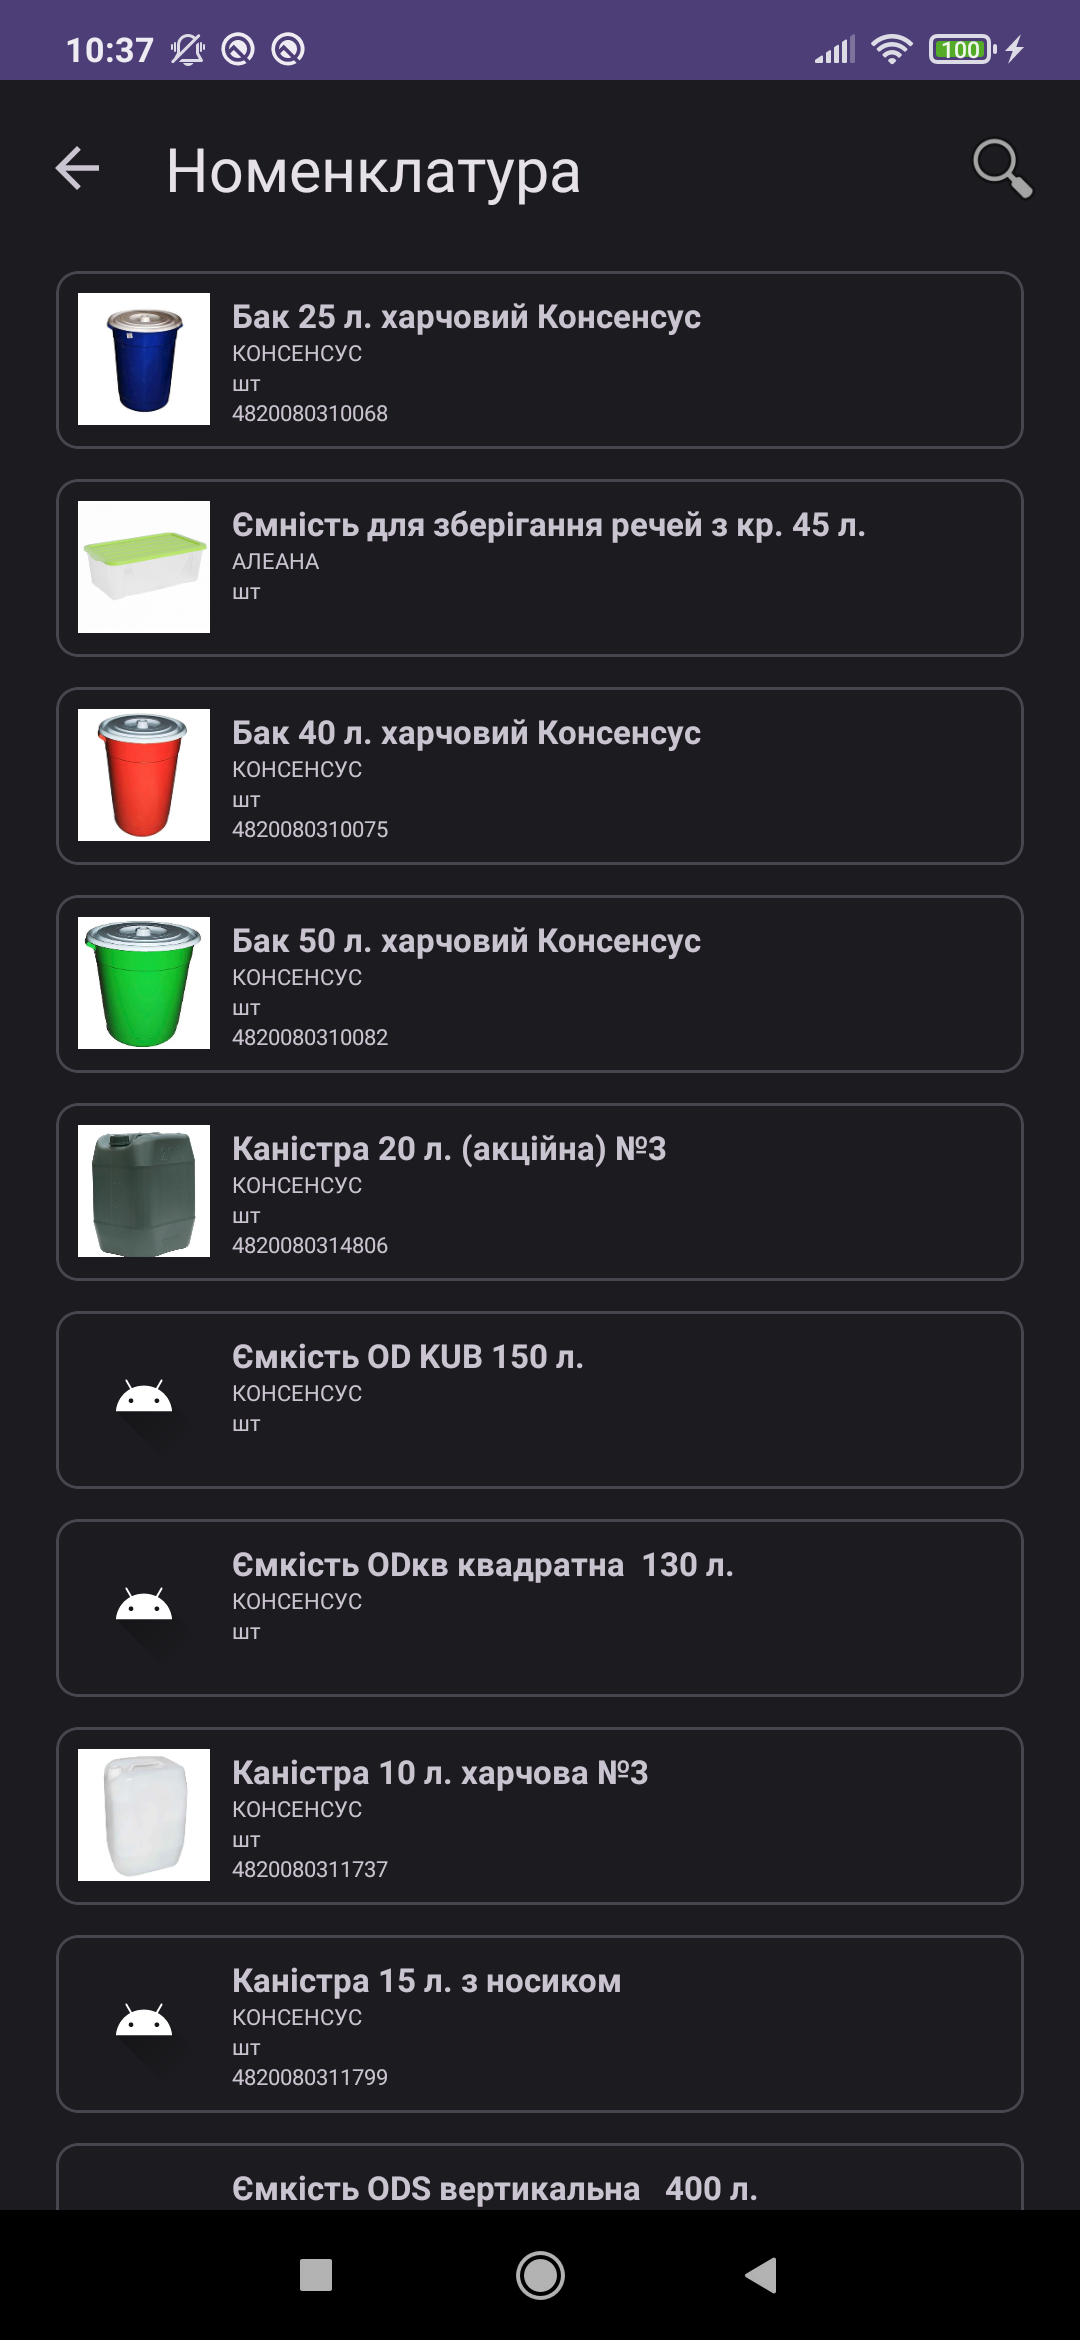 10:37
100
Номенклатура
Бак 25 л. харчовий Консенсус
КОНСЕНСУС
шт
4820080310068
Ємність для зберігання речей з кр. 45 л.
АЛЕАНА
шт
Бак 40 л. харчовий Консенсус
КОНСЕНСУС
шт
4820080310075
Бак 50 л. харчовий Консенсус
КОНСЕНСУС
шт
4820080310082
Каністра 20 л. (акційна) №3
КОНСЕНСУС
шт
4820080314806
Ємкість OD KUB 150 л.
КОНСЕНСУС
шт
Ємкість ODкв квадратна  130 л.
КОНСЕНСУС
шт
Каністра 10 л. харчова №3
КОНСЕНСУС
шт
4820080311737
Каністра 15 л. з носиком
КОНСЕНСУС
шт
4820080311799
Ємкість ODS вертикальна   400 л.